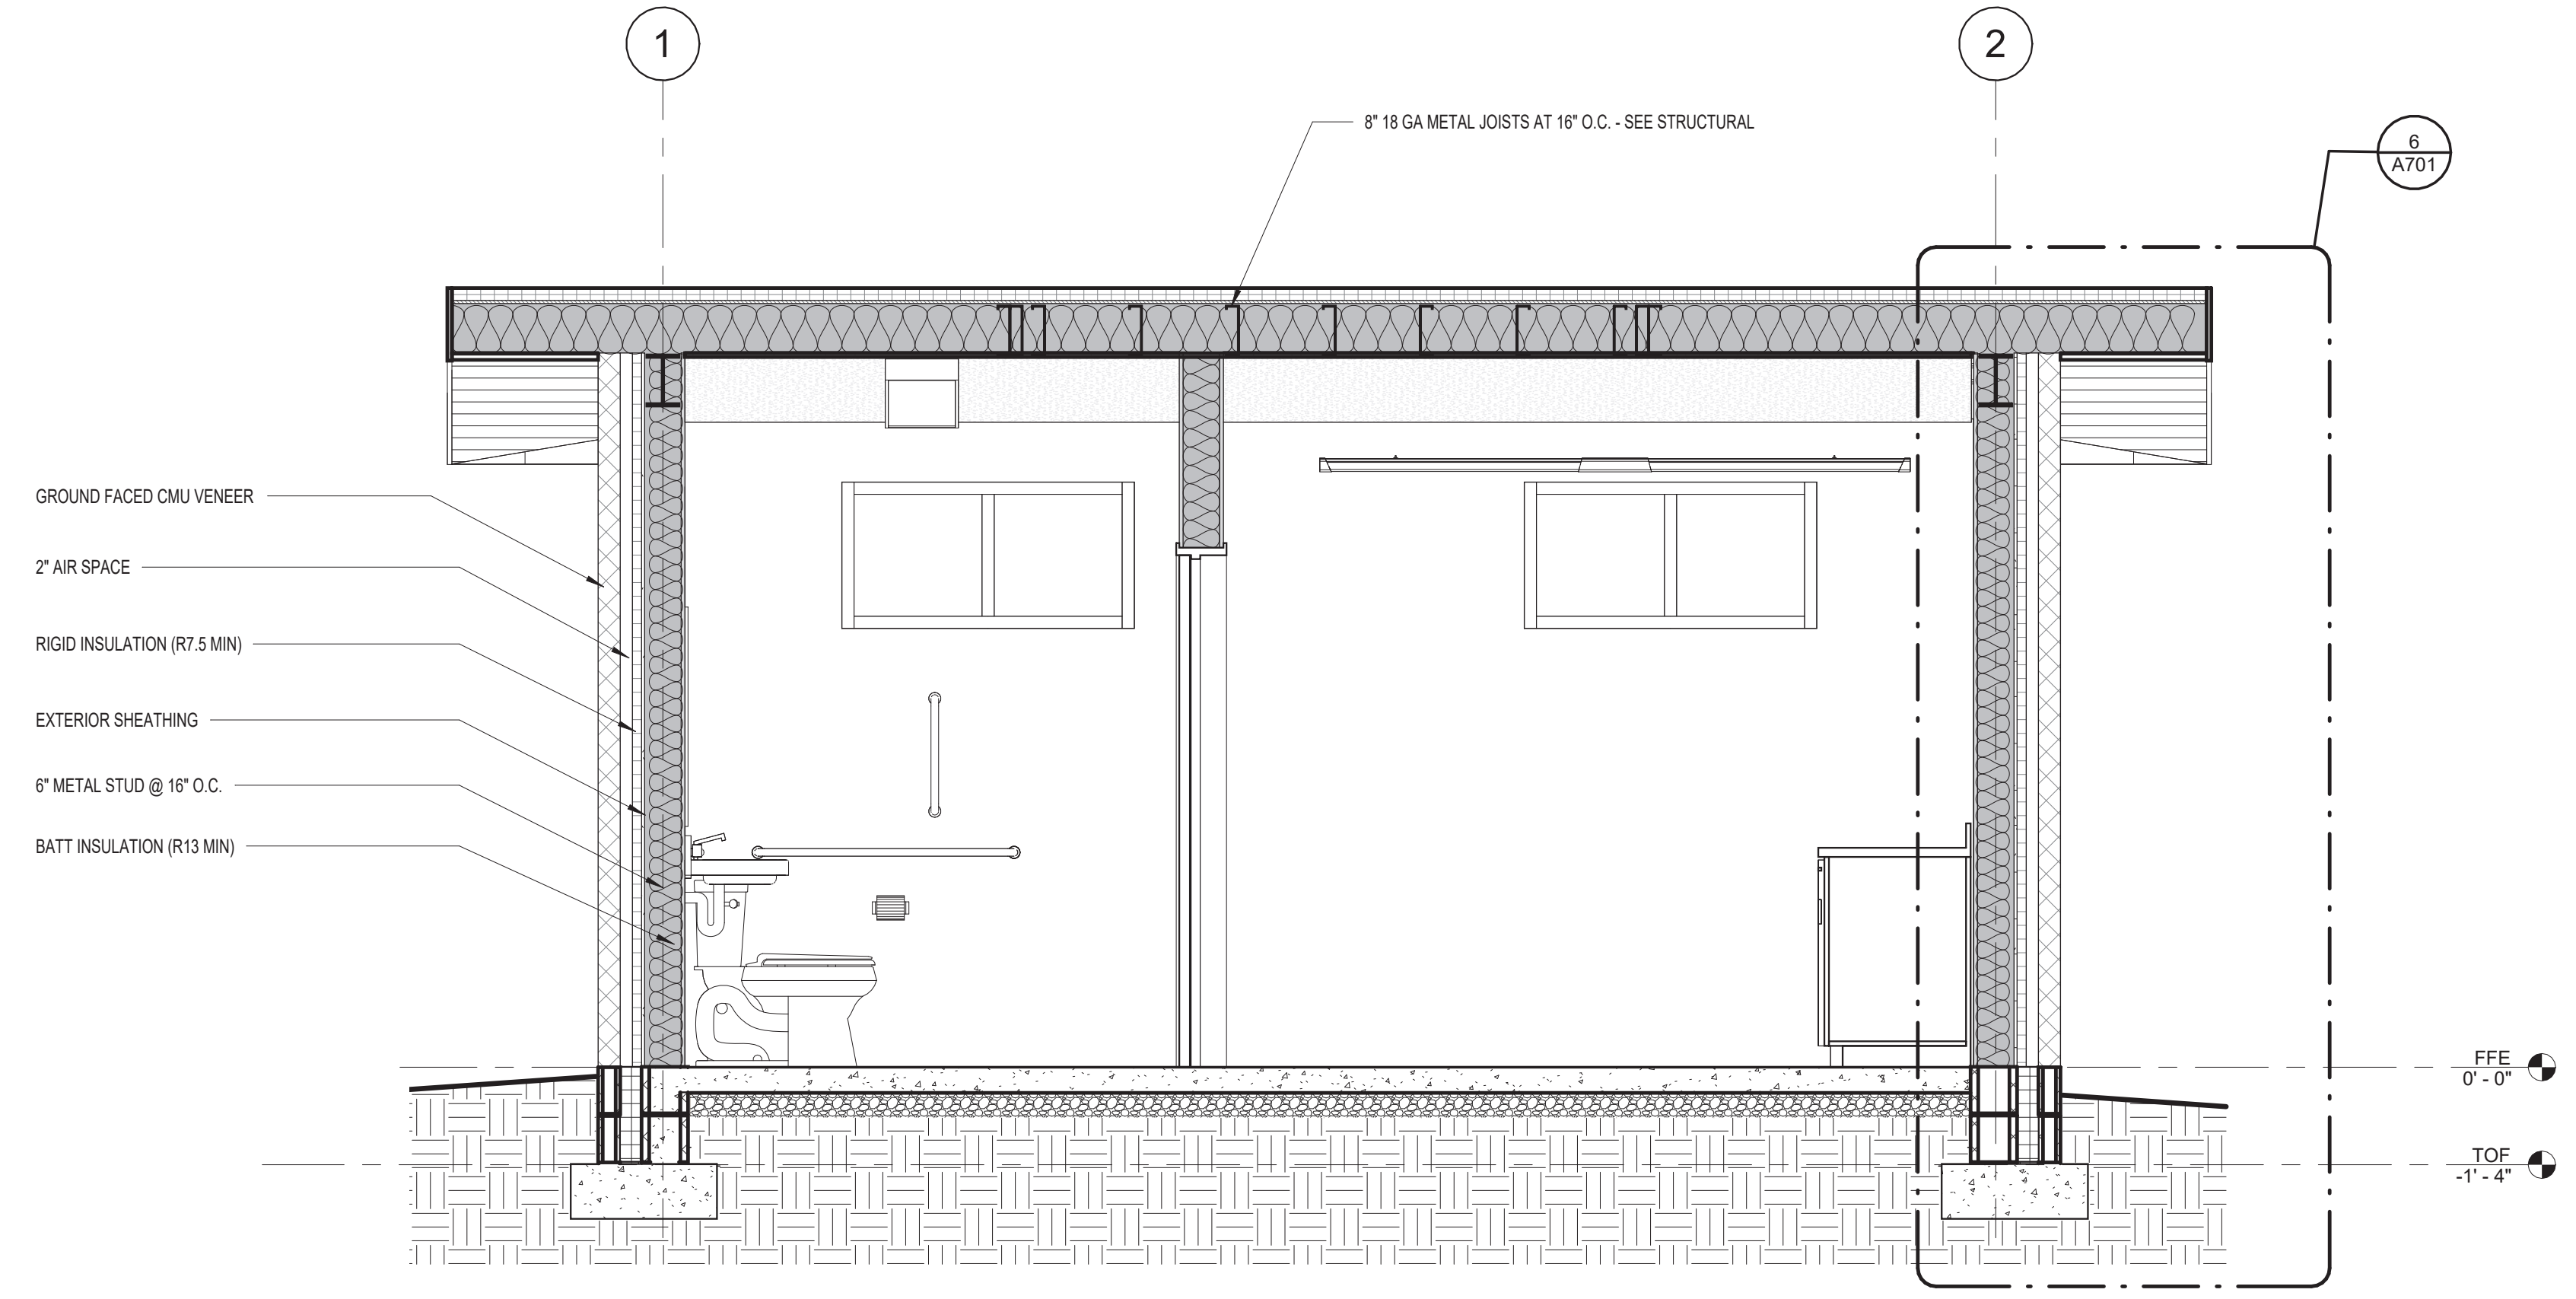 1
2
8" 18 GA METAL JOISTS AT 16" O.C. - SEE STRUCTURAL
6
A701
GROUND FACED CMU VENEER
2" AIR SPACE
RIGID INSULATION (R7.5 MIN)
EXTERIOR SHEATHING
6" METAL STUD @ 16" O.C.
BATT INSULATION (R13 MIN)
FFE
0' - 0"
TOF
-1' - 4"